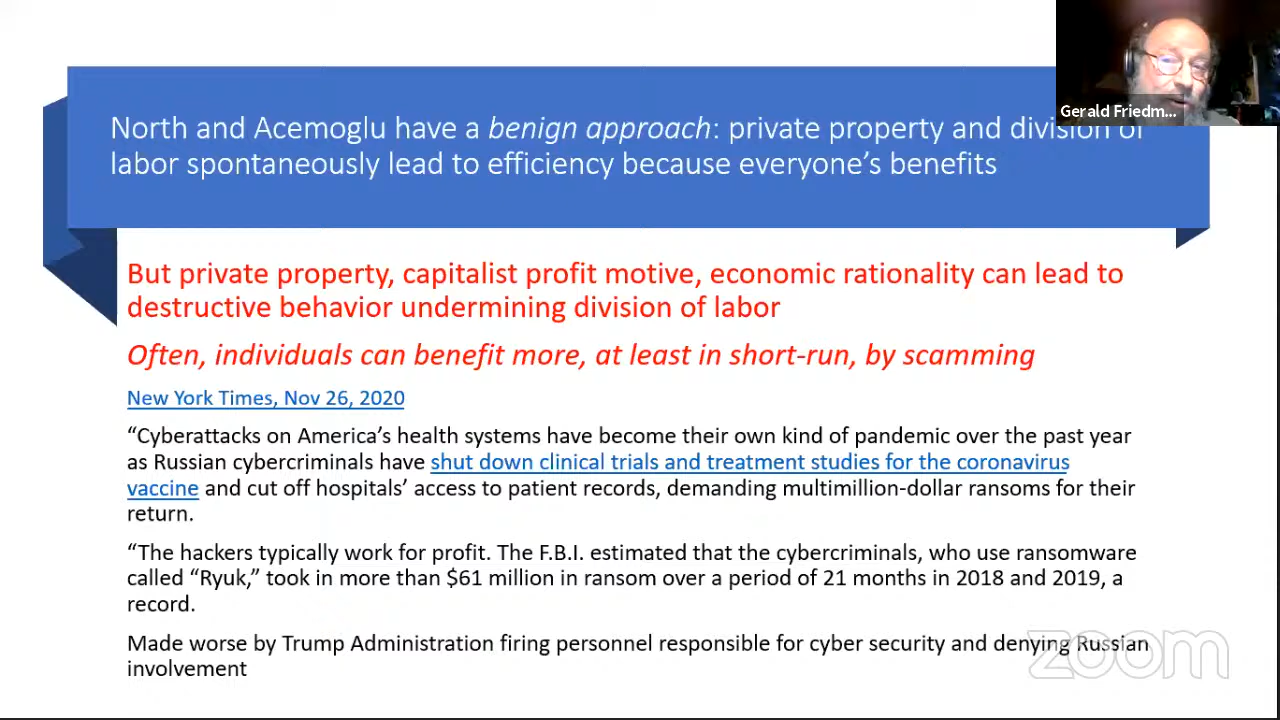 North and Acemoglu have a benign approach: private property and division of
labor spontaneously lead to efficiency because everyone's benefits
Gerald Friedm...
But private property, capitalist profit motive, economic rationality can lead to
destructive behavior undermining division of labor
Often, individuals can benefit more, at least in short-run, by scamming
New York Times, Nov 26, 2020
“Cyberattacks on America's health systems have become their own kind of pandemic over the past year
as Russian cybercriminals have shut down clinical trials and treatment studies for the coronavirus
vaccine and cut off hospitals' access to patient records, demanding multimillion-dollar ransoms for their
return.
“The hackers typically work for profit. The F.B.I. estimated that the cybercriminals, who use ransomware
called “Ryuk,” took in more than $61 million in ransom over a period of 21 months in 2018 and 2019, a
record.
Made worse by Trump Administration firing personnel responsible for cyber security and denying Russian
involvement
zoom